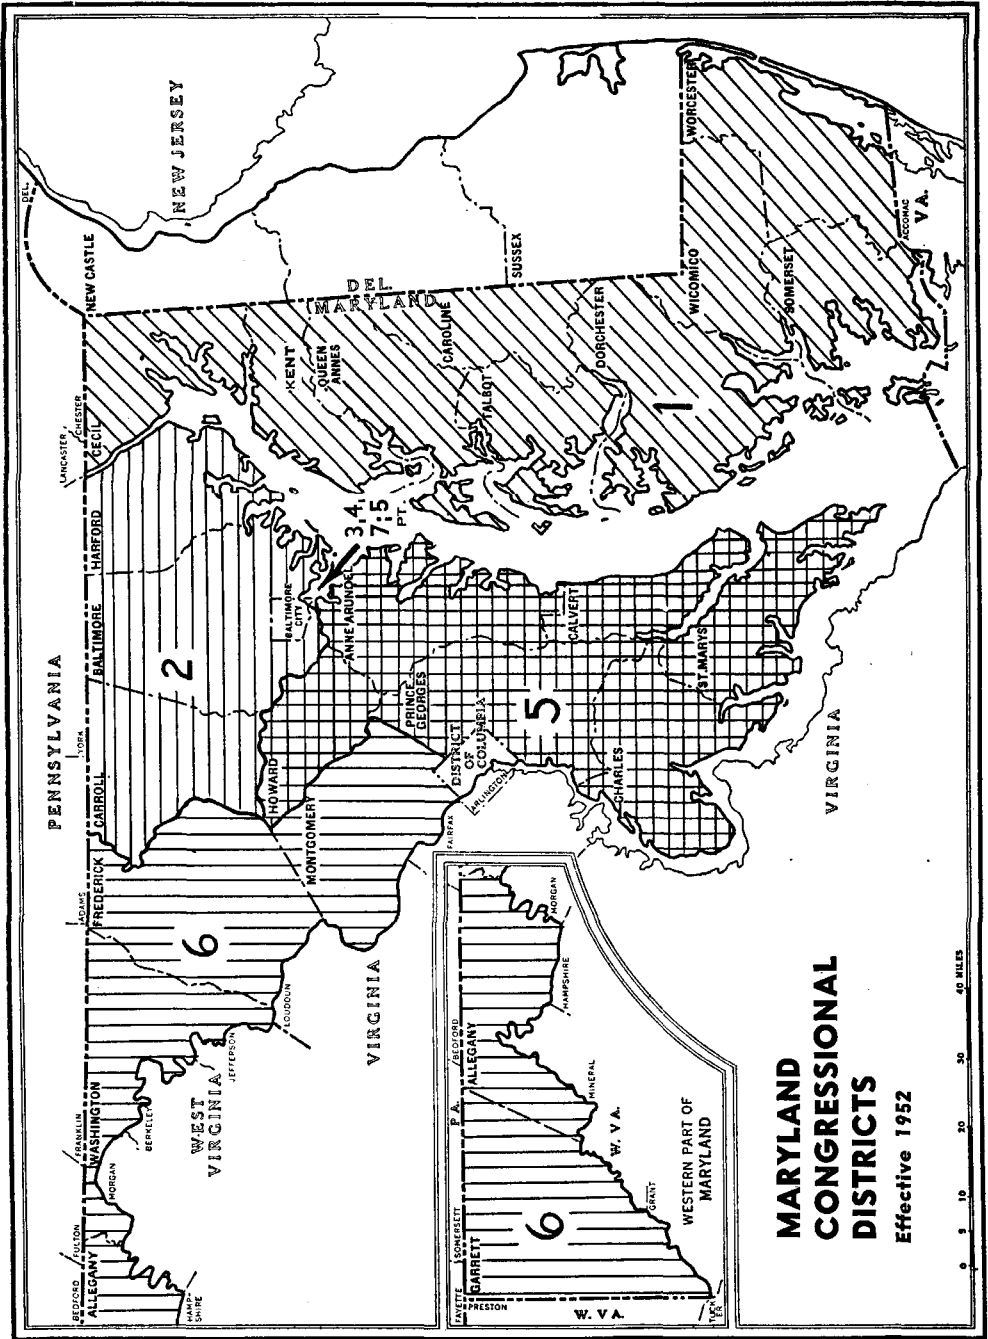 MARYLAND
CONGRESSIONAL
DISTRICTS
Effective 1952
0 5 10 20 30 40 MILES
PENNSYLVANIA
BEDFORD
FULTON
FRANKLIN
ADAMS
YORK
LANCASTER
CHESTER
DEL.
NEW JERSEY
ALLEGANY
WASHINGTON
FREDERICK
CARROLL
BALTIMORE
HARFORD
CECIL
NEW CASTLE
HAMP-
SHIRE
MORGAN
BERKELEY
WEST
VIRGINIA
JEFFERSON
LOUDOUN
6
2
HOWARD
BALTIMORE
CITY
3,4,
7;5
PT.
KENT
QUEEN
ANNES
MONTGOMERY
ANNE ARUNDEL
DEL.
MARYLAND
VIRGINIA
PRINCE
GEORGES
CAROLINE
FAIRFAX
DISTRICT
OF
COLUMBIA
ARLINGTON
TALBOT
SUSSEX
5
CALVERT
DORCHESTER
CHARLES
ST. MARYS
1
WICOMICO
WORCESTER
SOMERSET
VIRGINIA
ACCOMAC
VA.
FAYETTE
SOMERSET
P A.
BEDFORD
GARRETT
ALLEGANY
PRESTON
6
MORGAN
HAMPSHIRE
MINERAL
W. VA.
GRANT
W. VA.
TUCK-
ER
WESTERN PART OF
MARYLAND